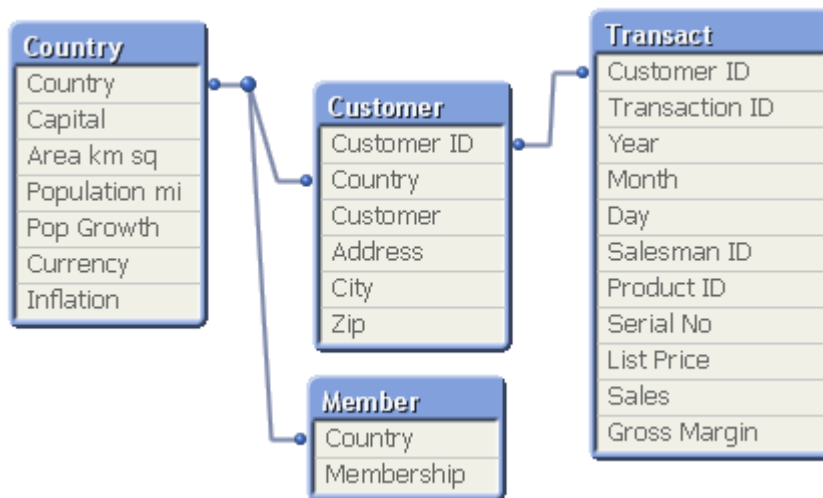 Country
Country
Capital
Area km sq
Population mi
Pop Growth
Currency
Inflation
Customer
Customer ID
Country
Customer
Address
City
Zip
Member
Country
Membership
Transact
Customer ID
Transaction ID
Year
Month
Day
Salesman ID
Product ID
Serial No
List Price
Sales
Gross Margin